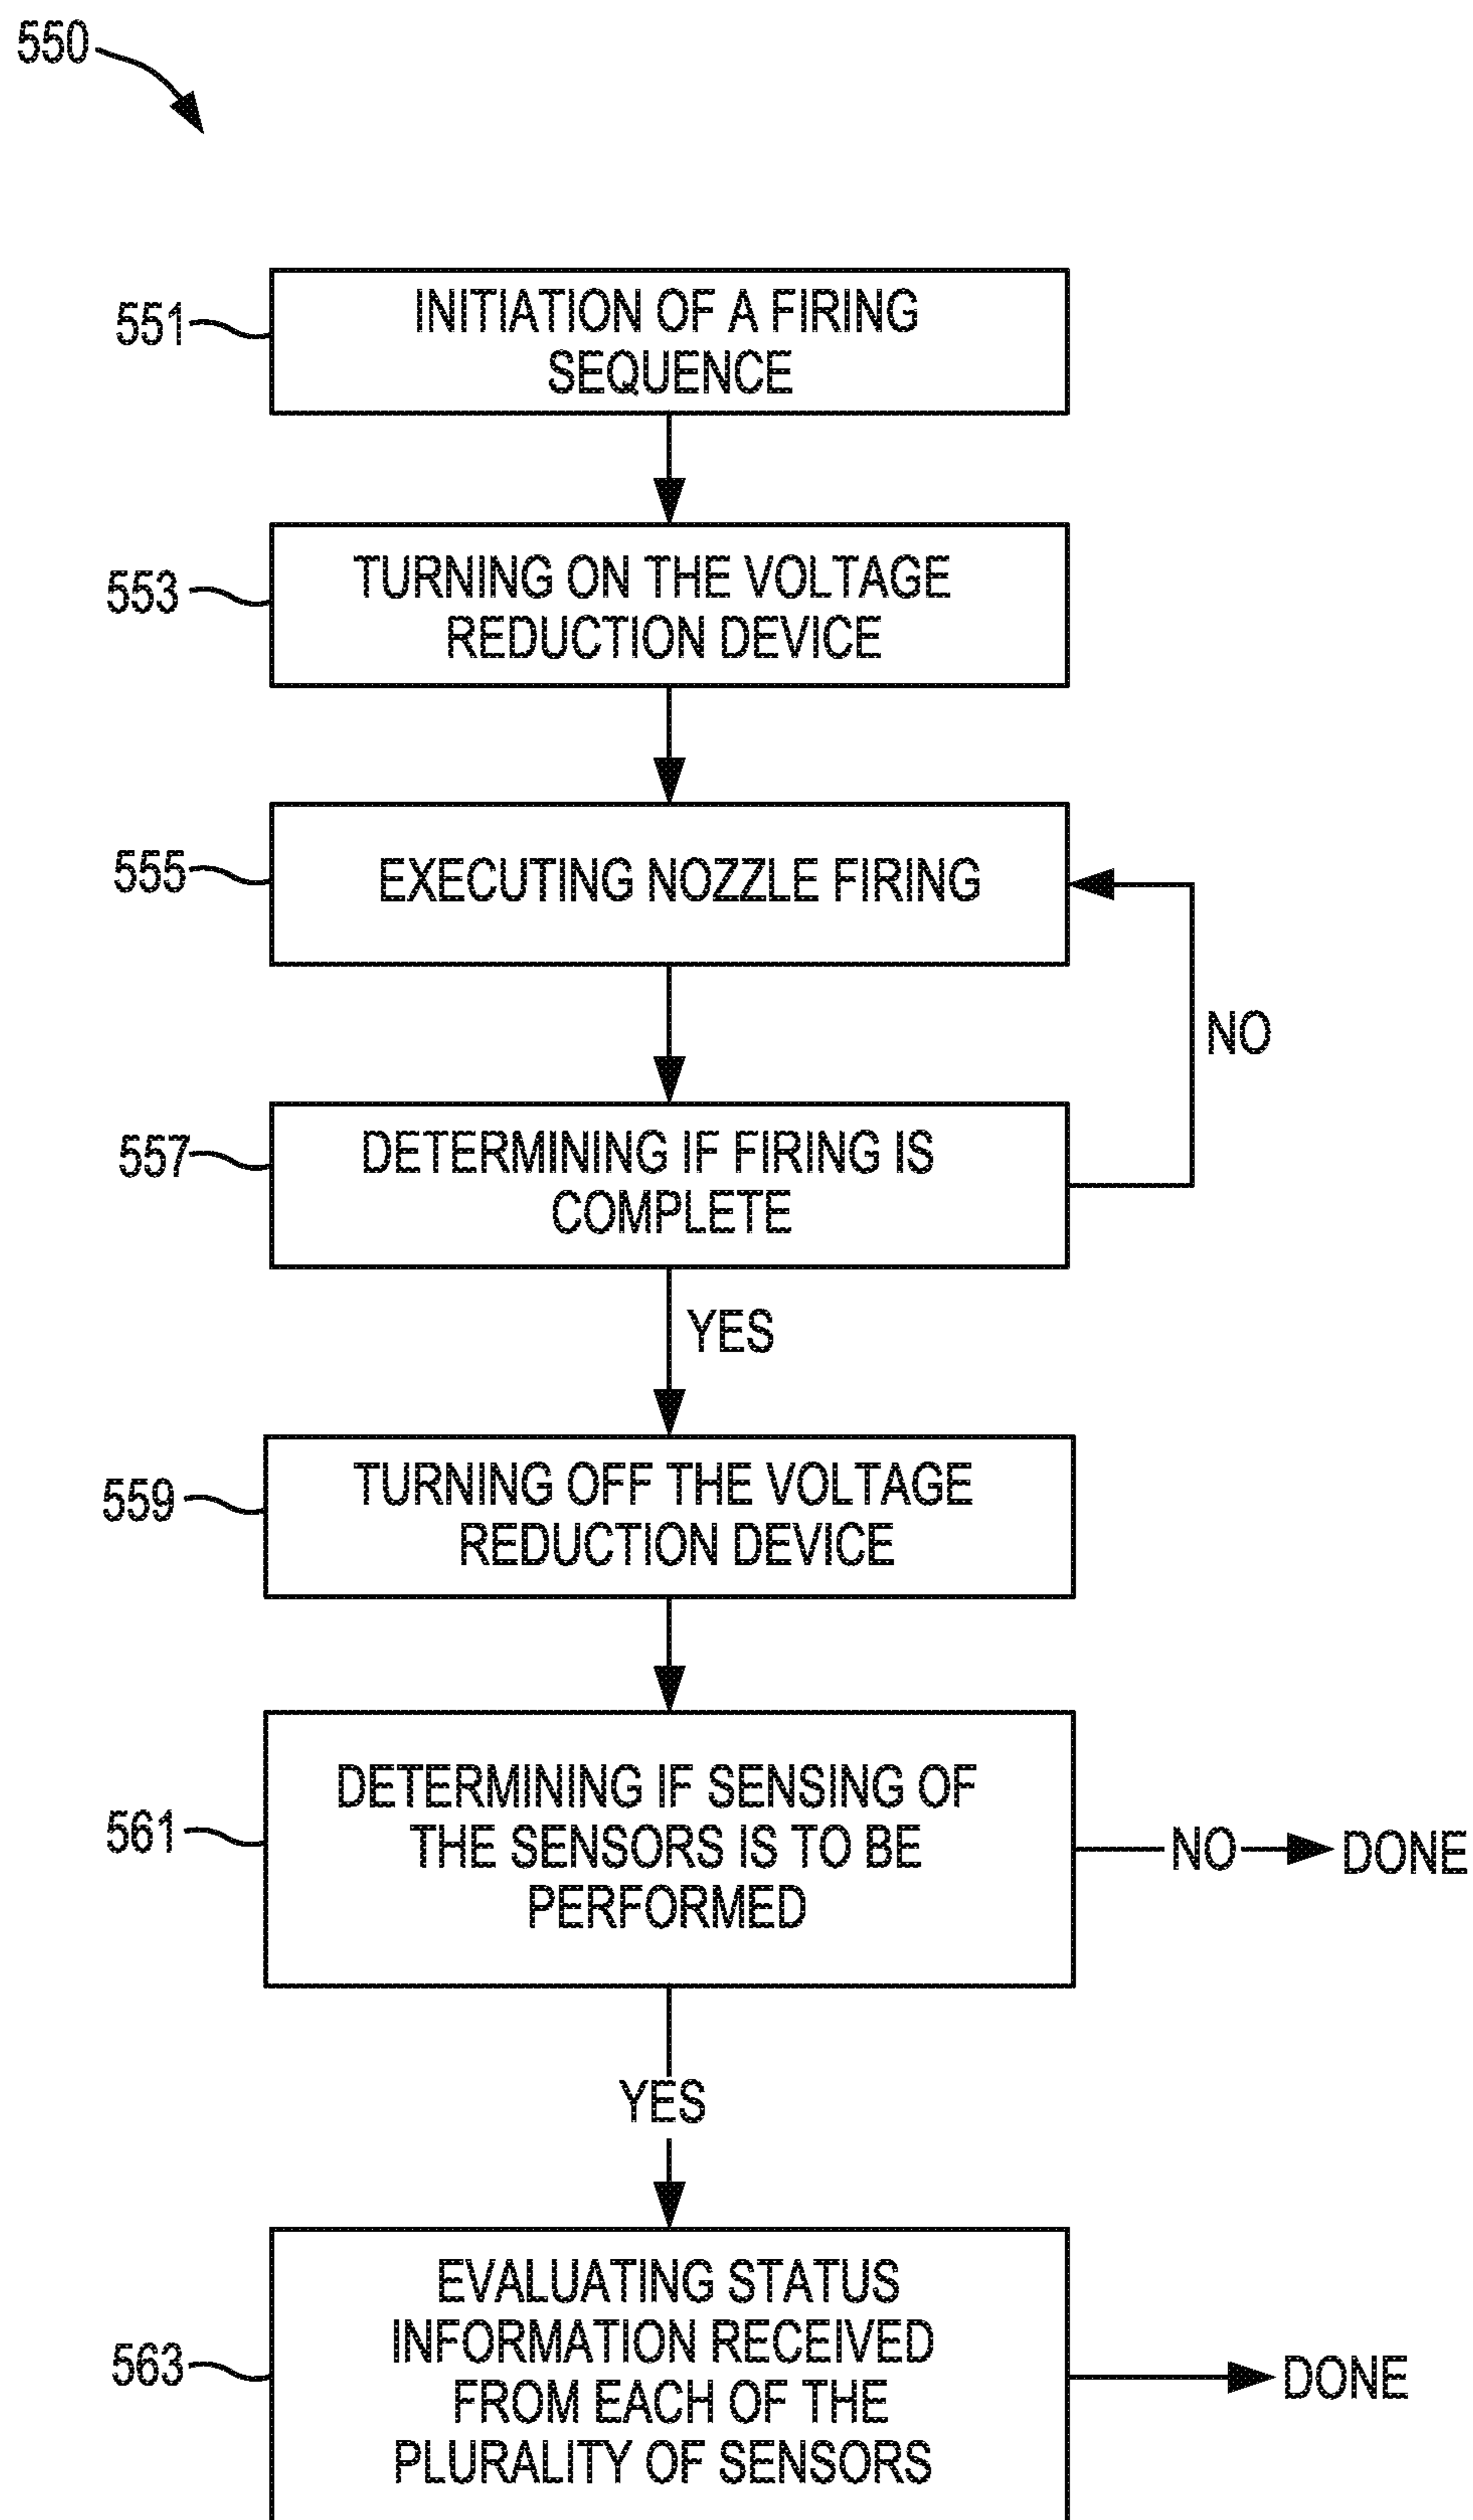 550
551
INITIATION OF A FIRING
SEQUENCE
553
TURNING ON THE VOLTAGE
REDUCTION DEVICE
555
EXECUTING NOZZLE FIRING
NO
557
DETERMINING IF FIRING IS
COMPLETE
YES
559
TURNING OFF THE VOLTAGE
REDUCTION DEVICE
561
DETERMINING IF SENSING OF
THE SENSORS IS TO BE
PERFORMED
NO
DONE
YES
563
EVALUATING STATUS
INFORMATION RECEIVED
FROM EACH OF THE
PLURALITY OF SENSORS
DONE